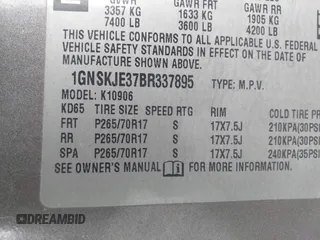 GVWR GAWR FRT GAWR RR
3357 KG 1633 KG 1905 KG
7400 LB 3600 LB 4200 LB
THIS VEHICLE CONFORMS TO ALL APPLICABLE U.S. FEDERAL
VEHICLE SAFETY STANDARDS IN EFFECT ON THE DATE OF
MANUFACTURE SHOWN ABOVE.
1GNSKJE37BR337895 TYPE: M.P.V.
MODEL: K10906
KD65 TIRE SIZE SPEED RTG RIM COLD TIRE PR
FRT P265/70R17 S 17X7.5J 210KPA(30PSI
RR P265/70R17 S 17X7.5J 210KPA(30PSI
SPA P265/70R17 S 17X7.5J 240KPA(35PSI
SEE OWNER'S MANUAL FOR
DREAMBID